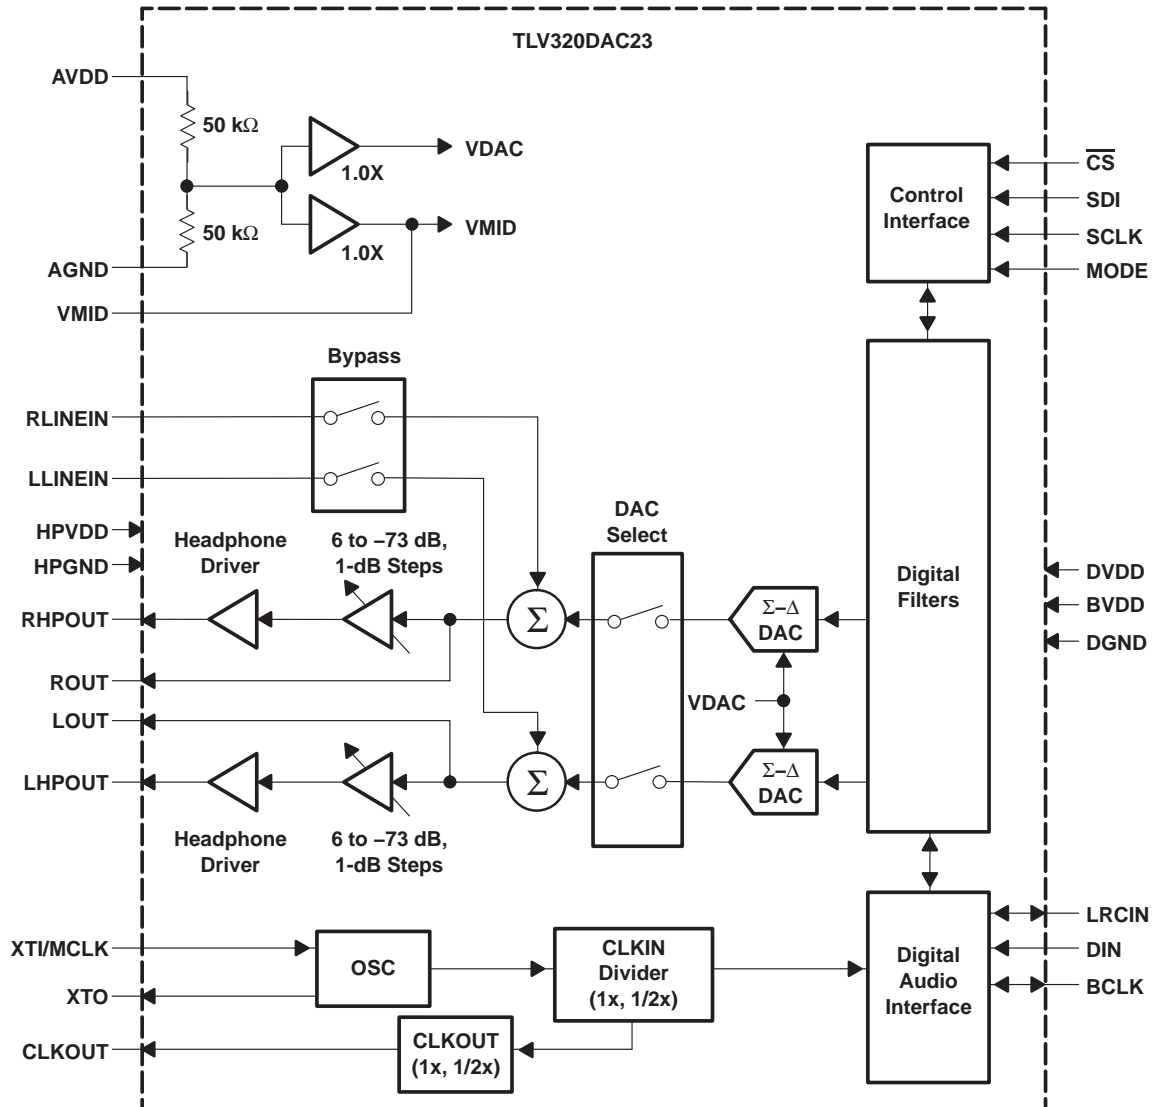 TLV320DAC23
AVDD
50 kΩ
VDAC
1.0X
50 kΩ
VMID
1.0X
AGND
VMID
Control
Interface
CS
SDI
SCLK
MODE
Bypass
RLINEIN
LLINEIN
HPVDD
HPGND
Headphone
Driver
6 to –73 dB,
1-dB Steps
DAC
Select
RHPOUT
ROUT
LOUT
LHPOUT
Σ
Σ
Σ–Δ
DAC
VDAC
Σ–Δ
DAC
Digital
Filters
DVDD
BVDD
DGND
Headphone
Driver
6 to –73 dB,
1-dB Steps
XTI/MCLK
XTO
CLKOUT
OSC
CLKIN
Divider
(1x, 1/2x)
CLKOUT
(1x, 1/2x)
Digital
Audio
Interface
LRCIN
DIN
BCLK